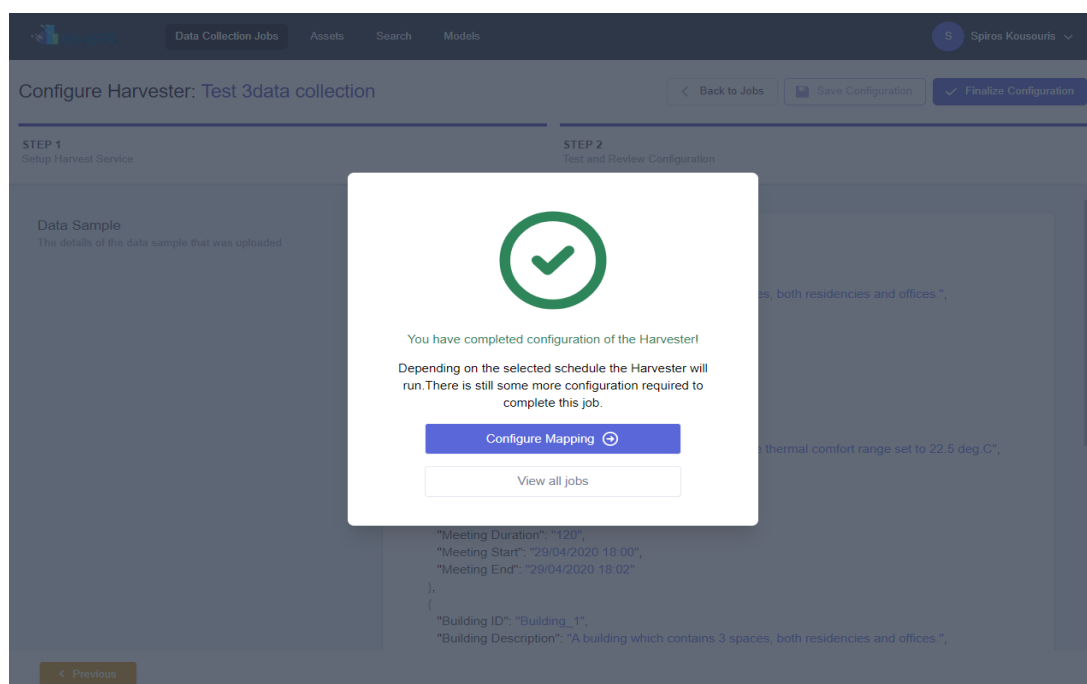 Data Collection Jobs Assets Search Models S Spiros Kousouris
Configure Harvester: Test 3data collection Back to Jobs Save Configuration Finalize Configuration
STEP 1
Setup Harvest Service
STEP 2
Test and Review Configuration
Data Sample
The details of the data sample that was uploaded
es, both residencies and offices.",
thermal comfort range set to 22.5 deg.C",
You have completed configuration of the Harvester!
Depending on the selected schedule the Harvester will
run.There is still some more configuration required to
complete this job.
Configure Mapping
View all jobs
"Meeting Duration": "120",
"Meeting Start": "29/04/2020 18:00",
"Meeting End": "29/04/2020 18:02"
},
{
"Building ID": "Building_1",
"Building Description": "A building which contains 3 spaces, both residencies and offices.",
Previous